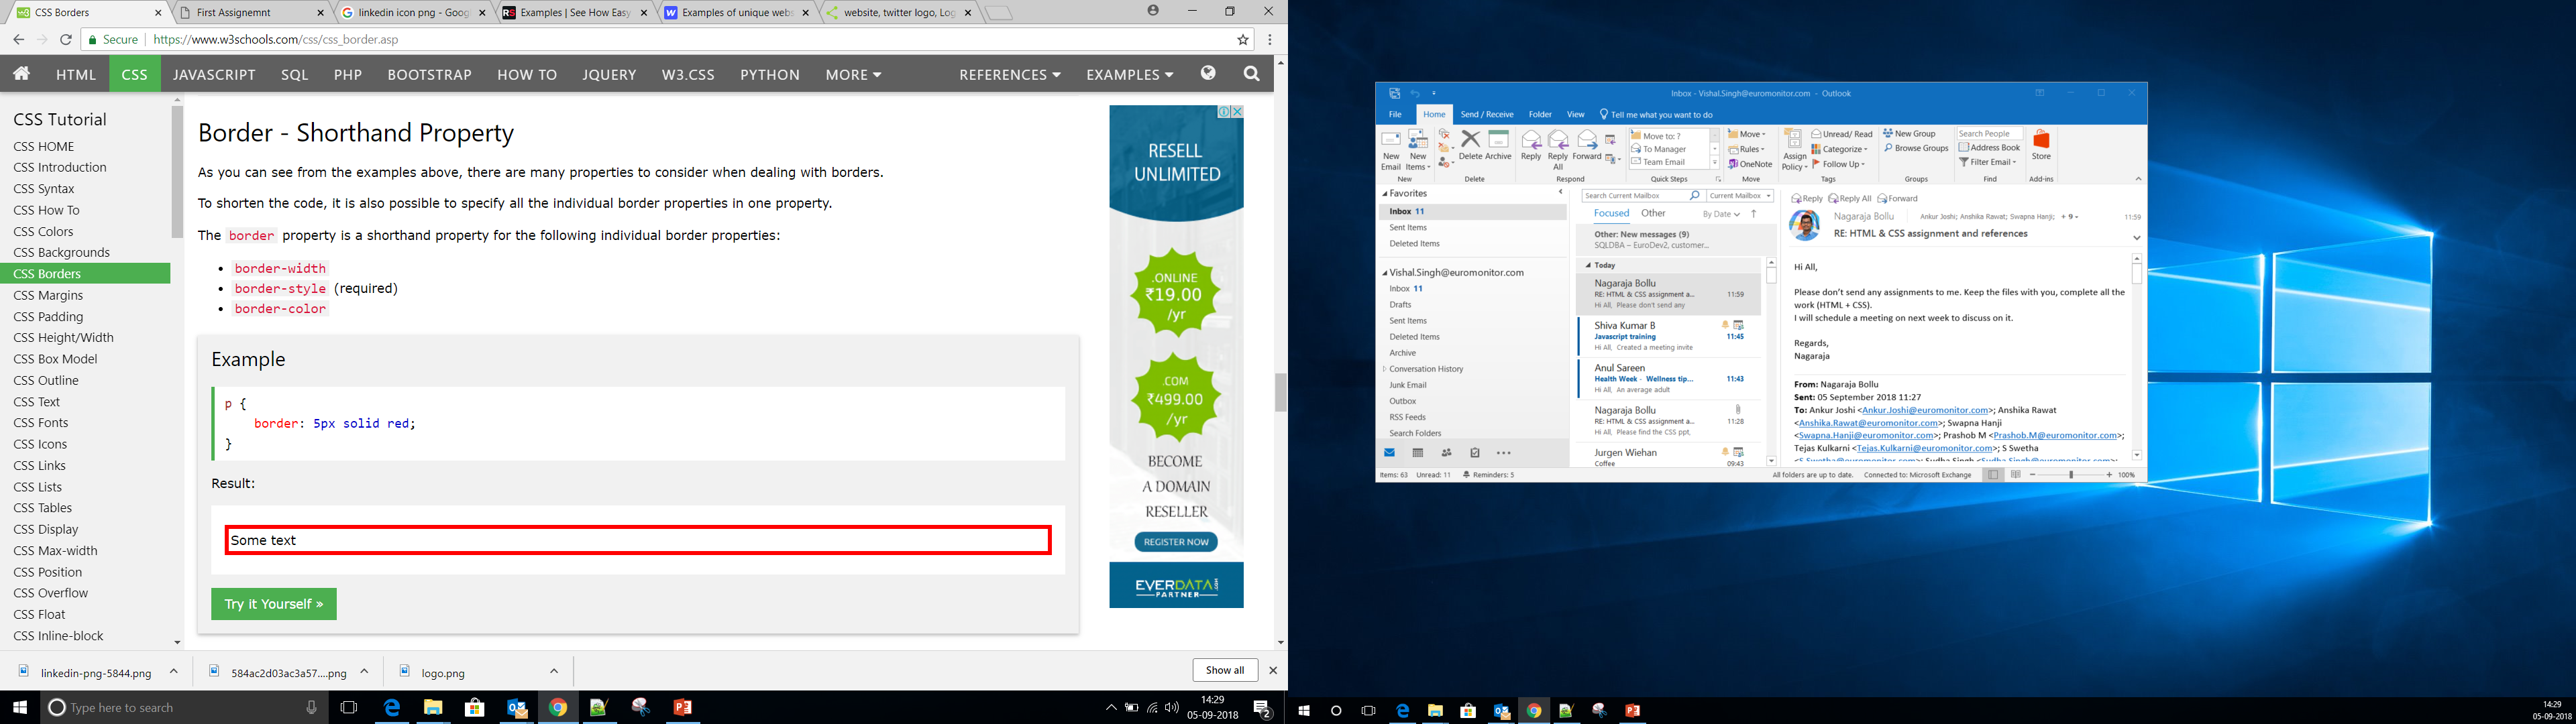 CSS Borders
First Assignemnt
linkedin icon png - Goog
Examples | See How Easy
Examples of unique webs
website, twitter logo, Log
Secure | https://www.w3schools.com/css/css_border.asp
HTML CSS JAVASCRIPT SQL PHP BOOTSTRAP HOW TO JQUERY W3.CSS PYTHON MORE REFERENCES EXAMPLES
CSS Tutorial
CSS HOME
CSS Introduction
CSS Syntax
CSS How To
CSS Colors
CSS Backgrounds
CSS Borders
CSS Margins
CSS Padding
CSS Height/Width
CSS Box Model
CSS Outline
CSS Text
CSS Fonts
CSS Icons
CSS Links
CSS Lists
CSS Tables
CSS Display
CSS Max-width
CSS Position
CSS Overflow
CSS Float
CSS Inline-block
Border - Shorthand Property
As you can see from the examples above, there are many properties to consider when dealing with borders.
To shorten the code, it is also possible to specify all the individual border properties in one property.
The border property is a shorthand property for the following individual border properties:
border-width
border-style (required)
border-color
Example
p {
border: 5px solid red;
}
Result:
Some text
Try it Yourself »
RESELL
UNLIMITED
.ONLINE
₹19.00
/yr
.COM
₹499.00
/yr
BECOME
A DOMAIN
RESELLER
REGISTER NOW
EVERDATA
PARTNER
linkedin-png-5844.png
584ac2d03ac3a57....png
logo.png
Show all
Type here to search
14:29
05-09-2018
2
Inbox - Vishal.Singh@euromonitor.com - Outlook
File Home Send / Receive Folder View Tell me what you want to do
New
Email
New
Items
Delete Archive
Reply
Reply
All
Forward
Move to: ?
To Manager
Team Email
Move
Rules
OneNote
Assign
Policy
Unread/ Read
Categorize
Follow Up
New Group
Browse Groups
Search People
Address Book
Filter Email
Store
New Delete Respond Quick Steps Move Tags Groups Find Add-ins
Favorites
Inbox 11
Sent Items
Deleted Items
Vishal.Singh@euromonitor.com
Inbox 11
Drafts
Sent Items
Deleted Items
Archive
Conversation History
Junk Email
Outbox
RSS Feeds
Search Folders
Search Current Mailbox
Current Mailbox
Focused Other By Date
Other: New messages (9)
SQLDBA – EuroDev2, customer...
Today
Nagaraja Bollu
RE: HTML & CSS assignment a... 11:59
Hi All, Please don't send any
Shiva Kumar B
Javascript training 11:45
Hi All, Created a meeting invite
Anul Sareen
Health Week - Wellness tip... 11:43
Hi All, An average adult
Nagaraja Bollu
RE: HTML & CSS assignment a... 11:28
Hi All, Please find the CSS ppt,
Jurgen Wiehan
Coffee 09:43
Reply Reply All Forward
Nagaraja Bollu Ankur Joshi; Anshika Rawat; Swapna Hanji; + 9 11:59
RE: HTML & CSS assignment and references
Hi All,
Please don't send any assignments to me. Keep the files with you, complete all the
work (HTML + CSS).
I will schedule a meeting on next week to discuss on it.
Regards,
Nagaraja
From: Nagaraja Bollu
Sent: 05 September 2018 11:27
To: Ankur Joshi <Ankur.Joshi@euromonitor.com>; Anshika Rawat
<Anshika.Rawat@euromonitor.com>; Swapna Hanji
<Swapna.Hanji@euromonitor.com>; Prashob M <Prashob.M@euromonitor.com>;
Tejas Kulkarni <Tejas.Kulkarni@euromonitor.com>; S Swetha
<S.Swetha@euromonitor.com>; Sudha Singh <Sudha.Singh@euromonitor.com>;
Items: 63 Unread: 11 Reminders: 5
All folders are up to date. Connected to: Microsoft Exchange 100%
14:29
05-09-2018